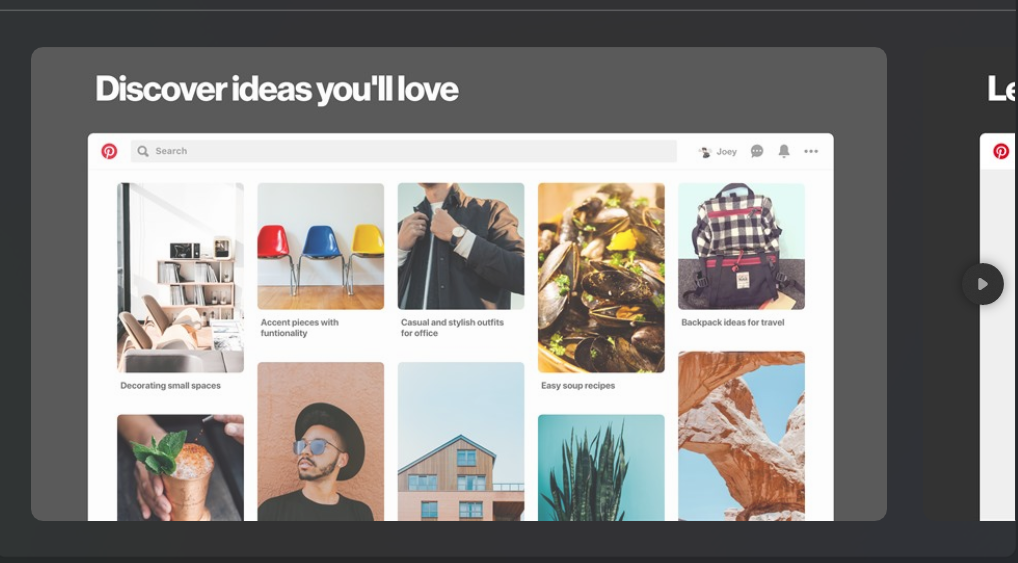 Discover ideas you'll love
Le
Search
Joey
Accent pieces with
funtionality
Casual and stylish outfits
for office
Backpack ideas for travel
Decorating small spaces
Easy soup recipes